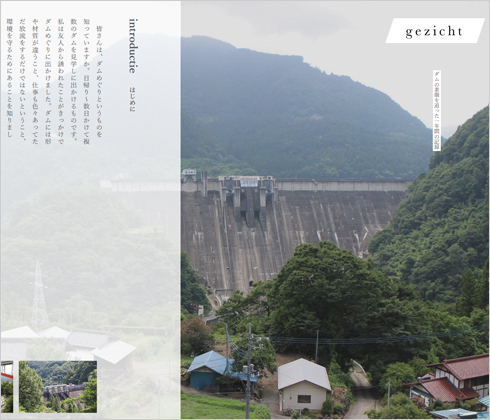 gezicht
ダムの素顔を追った一年間の記録
introductie はじめに
皆さんは、ダムめぐりというものを
知っていますか。日帰り〜数日かけて複
数のダムを見学しに出かけるものです。
私は友人から誘われたことがきっかけで
ダムめぐりに出かけました。ダムには形
や材質が違うこと、仕事も色々あってた
だ放流をするだけではないということ、
環境を守るためにあることを知りまし